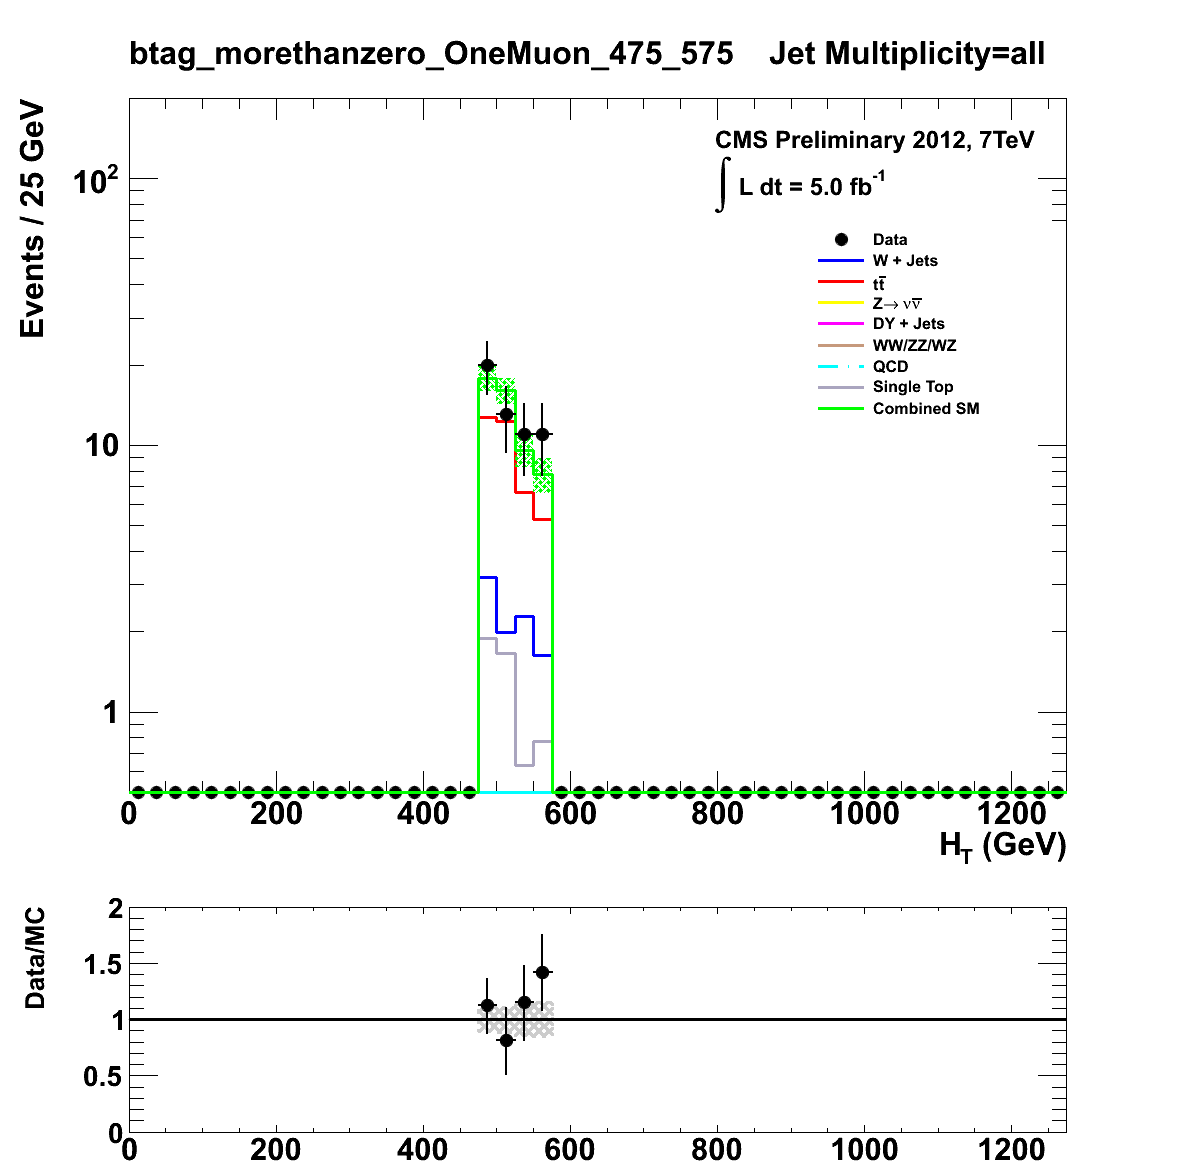 btag_morethanzero_OneMuon_475_575 Jet Multiplicity=all
Events / 25 GeV
CMS Preliminary 2012, 7TeV
∫ L dt = 5.0 fb⁻¹
Data
W + Jets
tt̅
Z→ νν̅
DY + Jets
WW/ZZ/WZ
QCD
Single Top
Combined SM
10²
10
1
0 200 400 600 800 1000 1200
H_T (GeV)
Data/MC
2
1.5
1
0.5
0
0 200 400 600 800 1000 1200